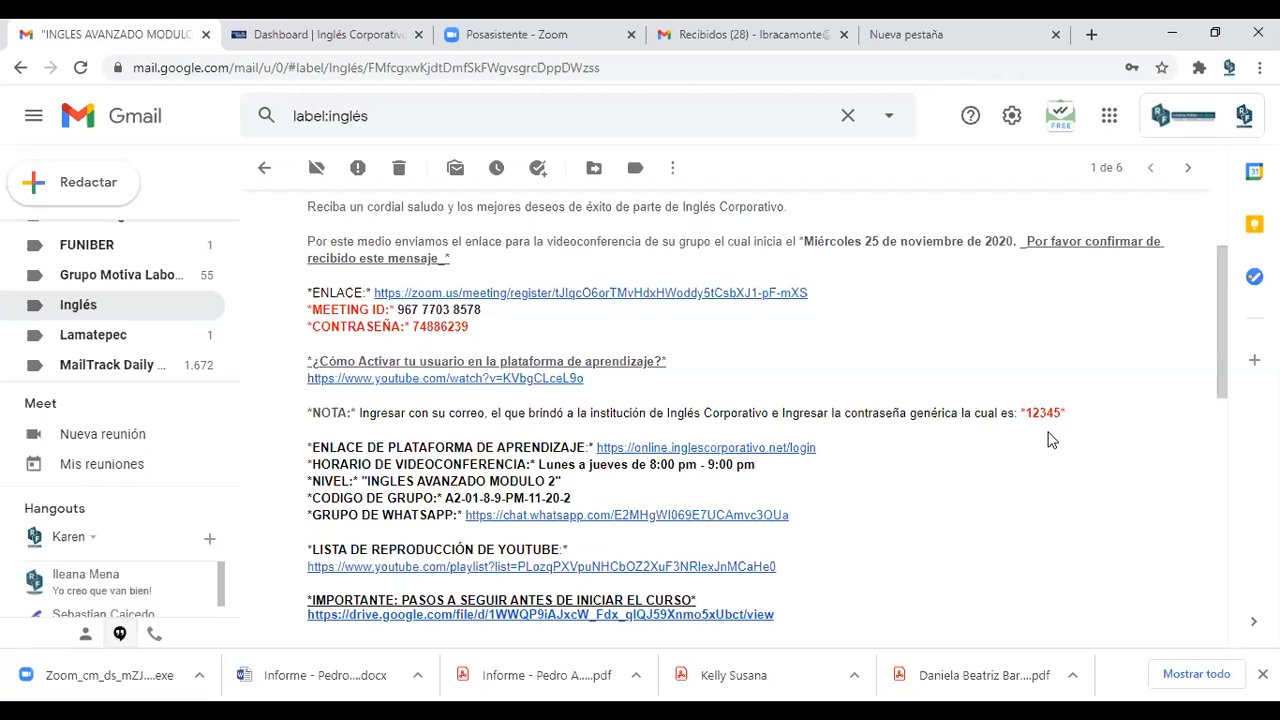 "INGLES AVANZADO MODULO
Dashboard | Inglés Corporativo
Posasistente - Zoom
Recibidos (28) - lbracamonte@
Nueva pestaña
mail.google.com/mail/u/0/#label/Inglés/FMfcgxwKjdtDmfSkFWgvsgrcDppDWzss
Gmail
label:inglés
FREE
Redactar
1 de 6
31
FUNIBER 1
Grupo Motiva Labo... 55
Inglés
Lamatepec 1
MailTrack Daily ... 1.672
Meet
Nueva reunión
Mis reuniones
Hangouts
Karen
Ileana Mena
Yo creo que van bien!
Sebastian Caicedo
Reciba un cordial saludo y los mejores deseos de éxito de parte de Inglés Corporativo.
Por este medio enviamos el enlace para la videoconferencia de su grupo el cual inicia el *Miércoles 25 de noviembre de 2020. _Por favor confirmar de
recibido este mensaje_*
*ENLACE:* https://zoom.us/meeting/register/tJIqcO6orTMvHdxHWoddy5tCsbXJ1-pF-mXS
*MEETING ID:* 967 7703 8578
*CONTRASEÑA:* 74886239
*¿Cómo Activar tu usuario en la plataforma de aprendizaje?*
https://www.youtube.com/watch?v=KVbgCLceL9o
*NOTA:* Ingresar con su correo, el que brindó a la institución de Inglés Corporativo e Ingresar la contraseña genérica la cual es: *12345*
*ENLACE DE PLATAFORMA DE APRENDIZAJE:* https://online.inglescorporativo.net/login
*HORARIO DE VIDEOCONFERENCIA:* Lunes a jueves de 8:00 pm - 9:00 pm
*NIVEL:* "INGLES AVANZADO MODULO 2"
*CODIGO DE GRUPO:* A2-01-8-9-PM-11-20-2
*GRUPO DE WHATSAPP:* https://chat.whatsapp.com/E2MHgWI069E7UCAmvc3OUa
*LISTA DE REPRODUCCIÓN DE YOUTUBE:*
https://www.youtube.com/playlist?list=PLozqPXVpuNHCbOZ2XuF3NRlexJnMCaHe0
*IMPORTANTE: PASOS A SEGUIR ANTES DE INICIAR EL CURSO*
https://drive.google.com/file/d/1WWQP9iAJxcW_Fdx_qlQJ59Xnmo5xUbct/view
Zoom_cm_ds_mZJ....exe
Informe - Pedro....docx
Informe - Pedro A....pdf
Kelly Susana
Daniela Beatriz Bar....pdf
Mostrar todo